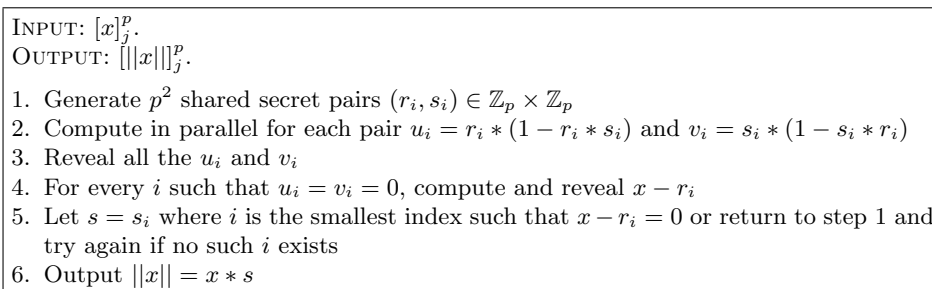 INPUT: [x]_j^p.
OUTPUT: [||x||]_j^p.
1. Generate p² shared secret pairs (r_i, s_i) ∈ ℤ_p × ℤ_p
2. Compute in parallel for each pair u_i = r_i * (1 − r_i * s_i) and v_i = s_i * (1 − s_i * r_i)
3. Reveal all the u_i and v_i
4. For every i such that u_i = v_i = 0, compute and reveal x − r_i
5. Let s = s_i where i is the smallest index such that x − r_i = 0 or return to step 1 and
try again if no such i exists
6. Output ||x|| = x * s